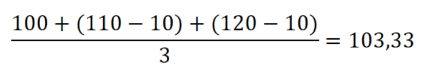 100 + (110 − 10) + (120 − 10)
3
= 103,33